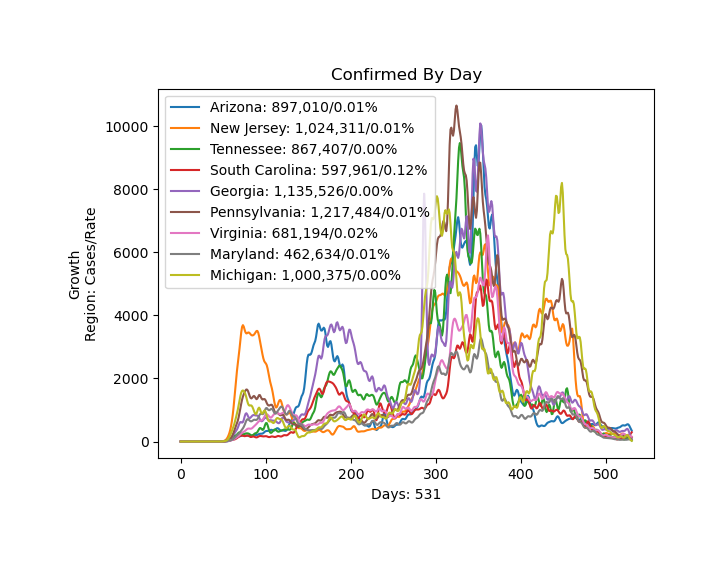 Confirmed By Day
Growth
Region: Cases/Rate
10000
8000
6000
4000
2000
0
Arizona: 897,010/0.01%
New Jersey: 1,024,311/0.01%
Tennessee: 867,407/0.00%
South Carolina: 597,961/0.12%
Georgia: 1,135,526/0.00%
Pennsylvania: 1,217,484/0.01%
Virginia: 681,194/0.02%
Maryland: 462,634/0.01%
Michigan: 1,000,375/0.00%
0 100 200 300 400 500
Days: 531